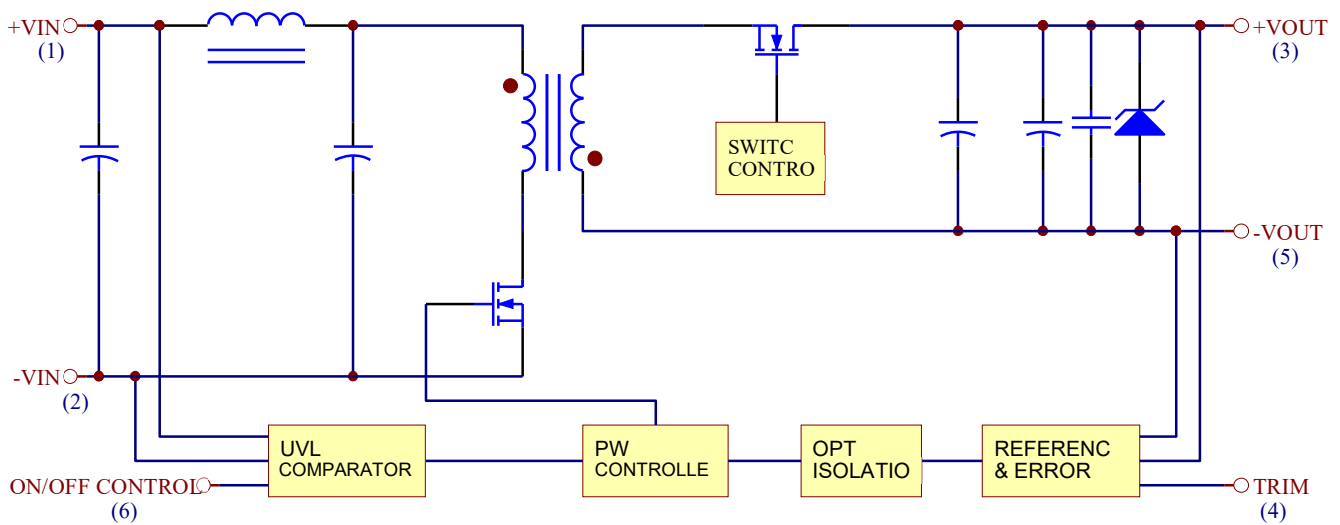 +VIN
(1)
+VOUT
(3)
SWITC
CONTRO
-VOUT
(5)
-VIN
(2)
UVL
COMPARATOR
PW
CONTROLLE
OPT
ISOLATIO
REFERENC
& ERROR
ON/OFF CONTROL
(6)
TRIM
(4)